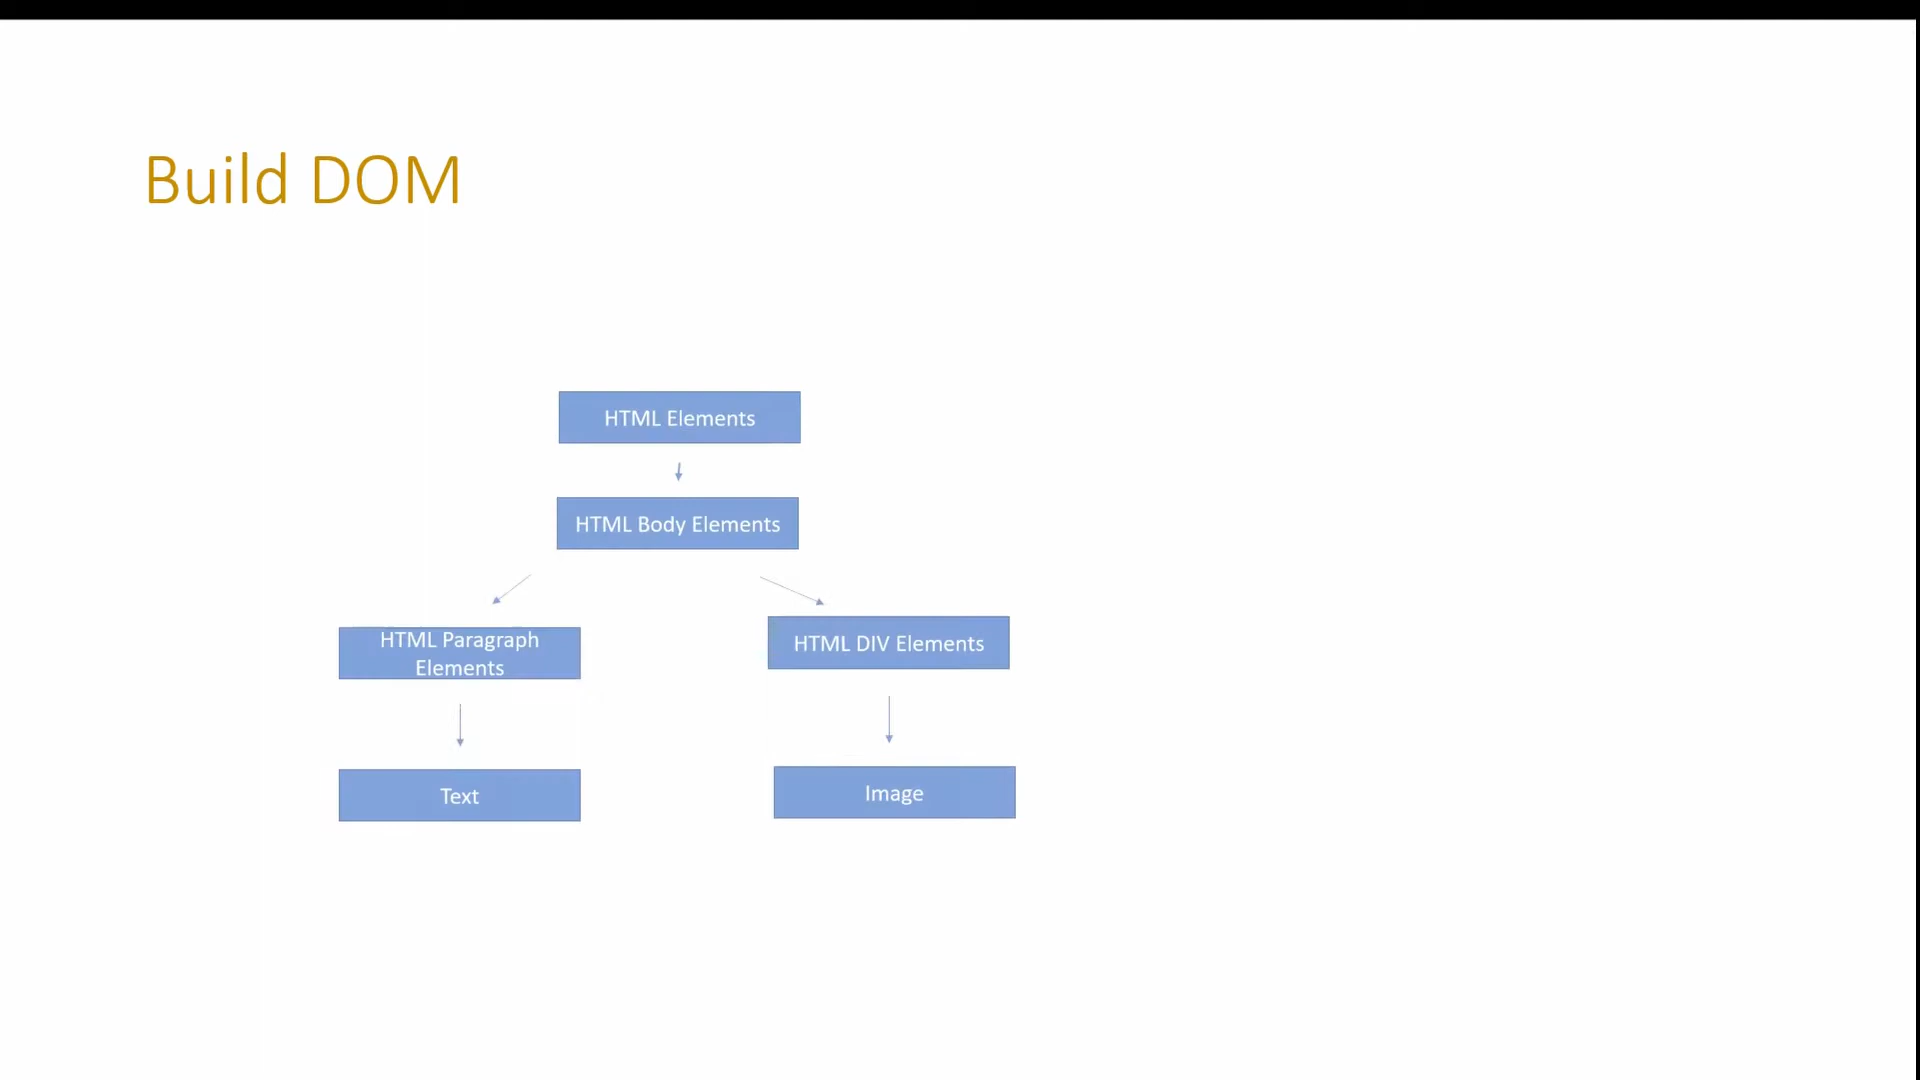 Build DOM
HTML Elements
HTML Body Elements
HTML Paragraph
Elements
HTML DIV Elements
Text
Image